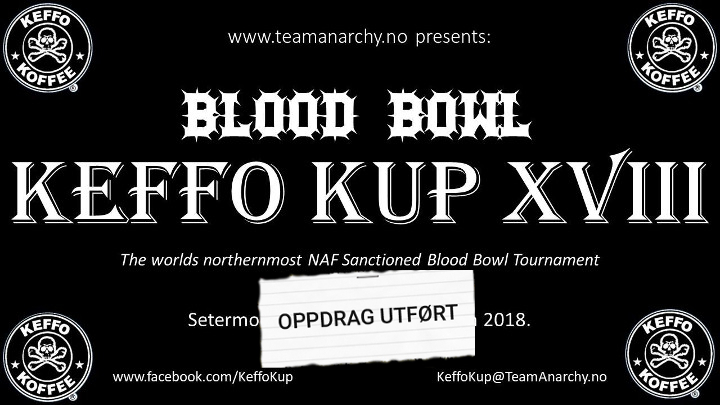 KEFFO KOFFEE
KEFFO KOFFEE
www.teamanarchy.no presents:
BLOOD BOWL
KEFFO KUP XVIII
The worlds northernmost NAF Sanctioned Blood Bowl Tournament
OPPDRAG UTFØRT
2018.
KEFFO KOFFEE
KEFFO KOFFEE
www.facebook.com/KeffoKup
KeffoKup@TeamAnarchy.no